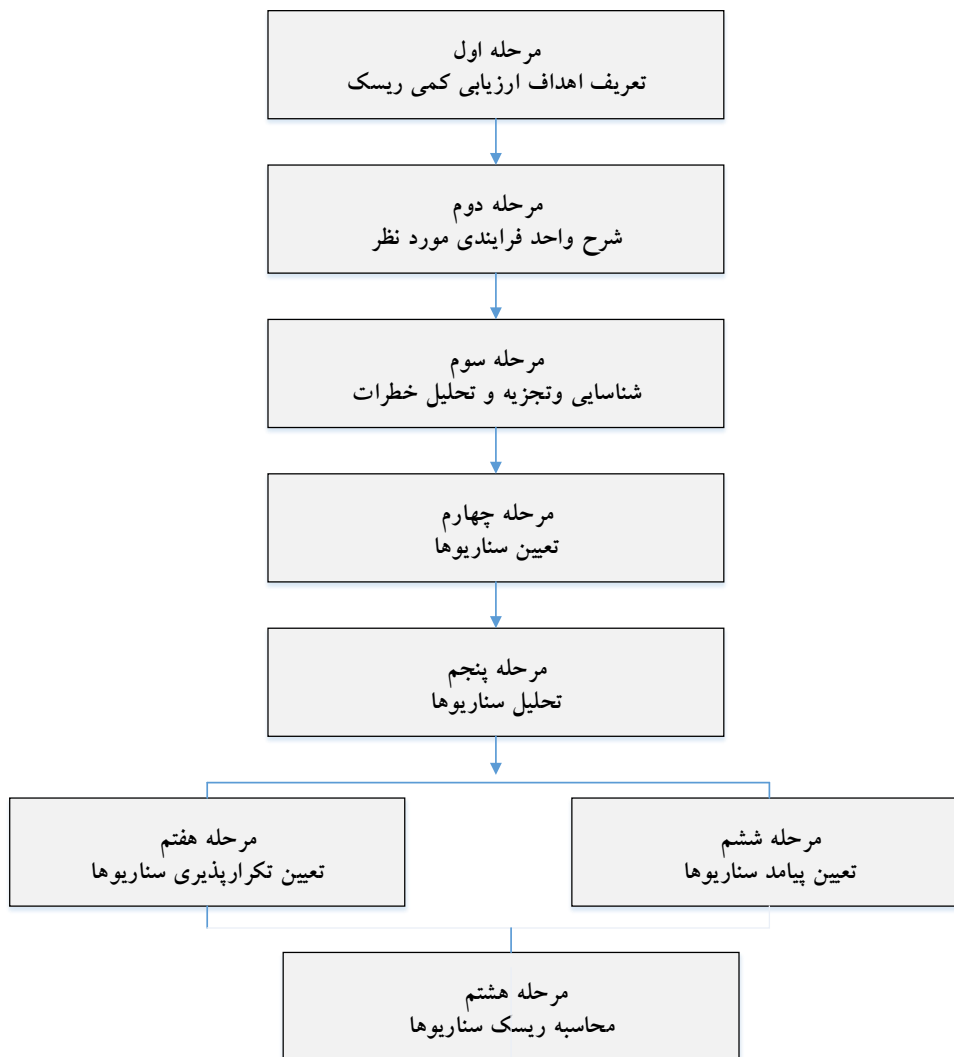 مرحله اول
تعریف اهداف ارزیابی کمی ریسک
مرحله دوم
شرح واحد فرایندی مورد نظر
مرحله سوم
شناسایی وتجزیه و تحلیل خطرات
مرحله چهارم
تعیین سناریوها
مرحله پنجم
تحلیل سناریوها
مرحله ششم
تعیین پیامد سناریوها
مرحله هفتم
تعیین تکرارپذیری سناریوها
مرحله هشتم
محاسبه ریسک سناریوها